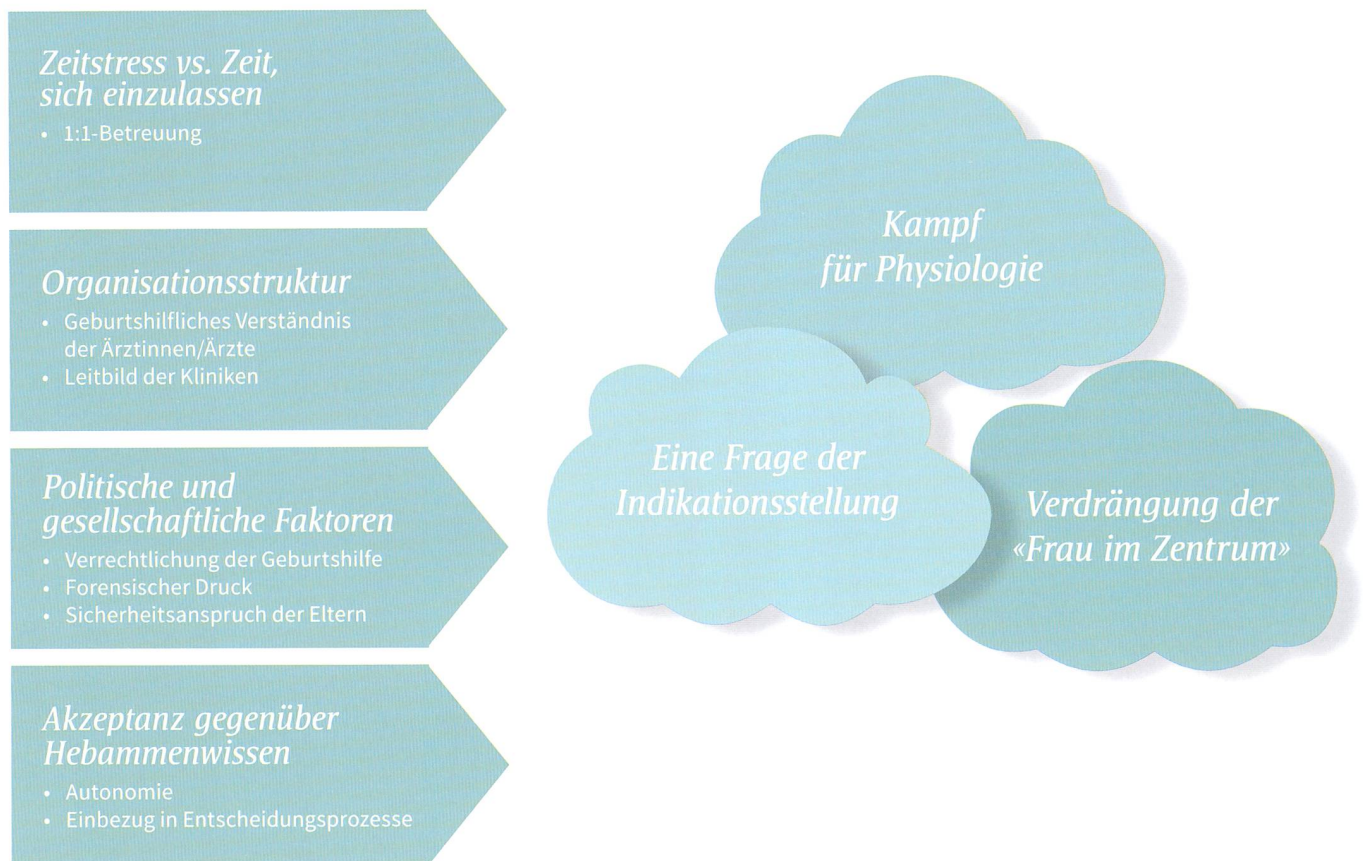 Zeitstress vs. Zeit,
sich einzulassen
• 1:1-Betreuung
Organisationsstruktur
• Geburtshilfliches Verständnis
der Ärztinnen/Ärzte
• Leitbild der Kliniken
Politische und
gesellschaftliche Faktoren
• Verrechtlichung der Geburtshilfe
• Forensischer Druck
• Sicherheitsanspruch der Eltern
Akzeptanz gegenüber
Hebammenwissen
• Autonomie
• Einbezug in Entscheidungsprozesse
Kampf
für Physiologie
Eine Frage der
Indikationsstellung
Verdrängung der
«Frau im Zentrum»